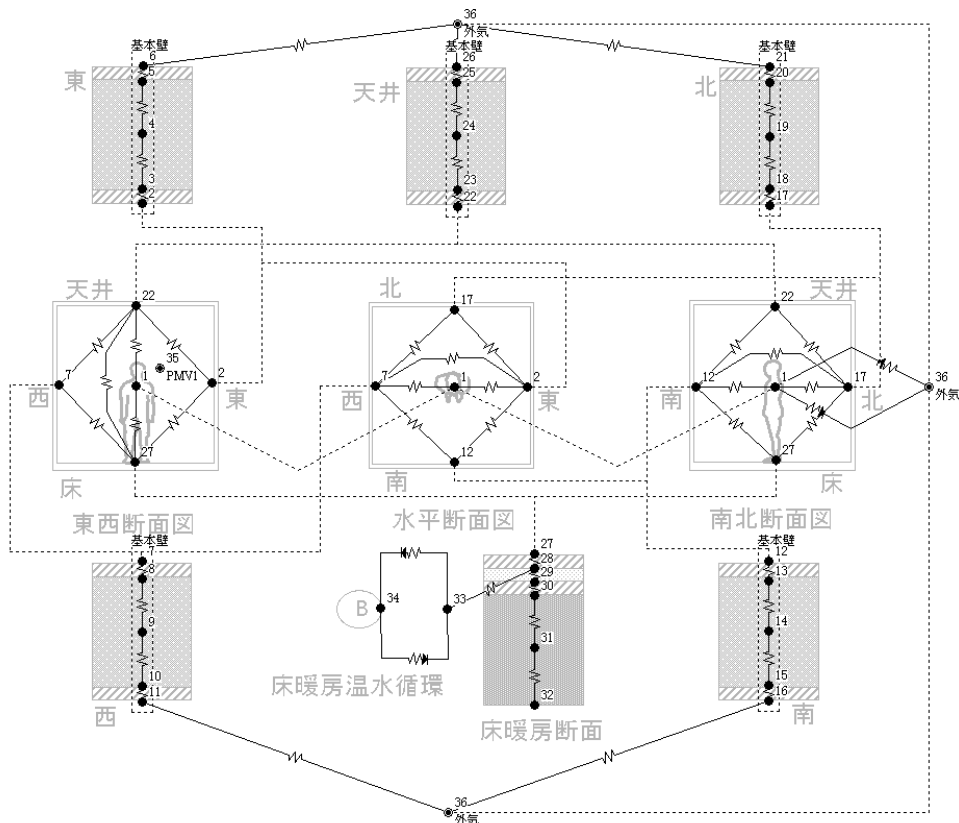 36
外気
基本壁
基本壁
基本壁
6
5
東
4
3
2
26
25
天井
24
23
22
21
20
北
19
18
17
天井
22
7
35
PMV1
1
2
西
東
27
床
東西断面図
北
17
7
1
2
西
東
12
南
水平断面図
天井
22
12
1
17
南
北
27
床
南北断面図
36
外気
基本壁
7
8
9
10
11
西
34
B
33
床暖房温水循環
27
28
29
30
31
32
床暖房断面
基本壁
12
13
14
15
16
南
36
外気